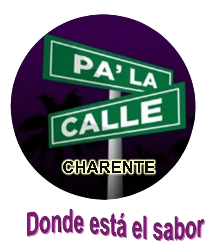 PA' LA
CALLE
CHARENTE
Donde está el sabor